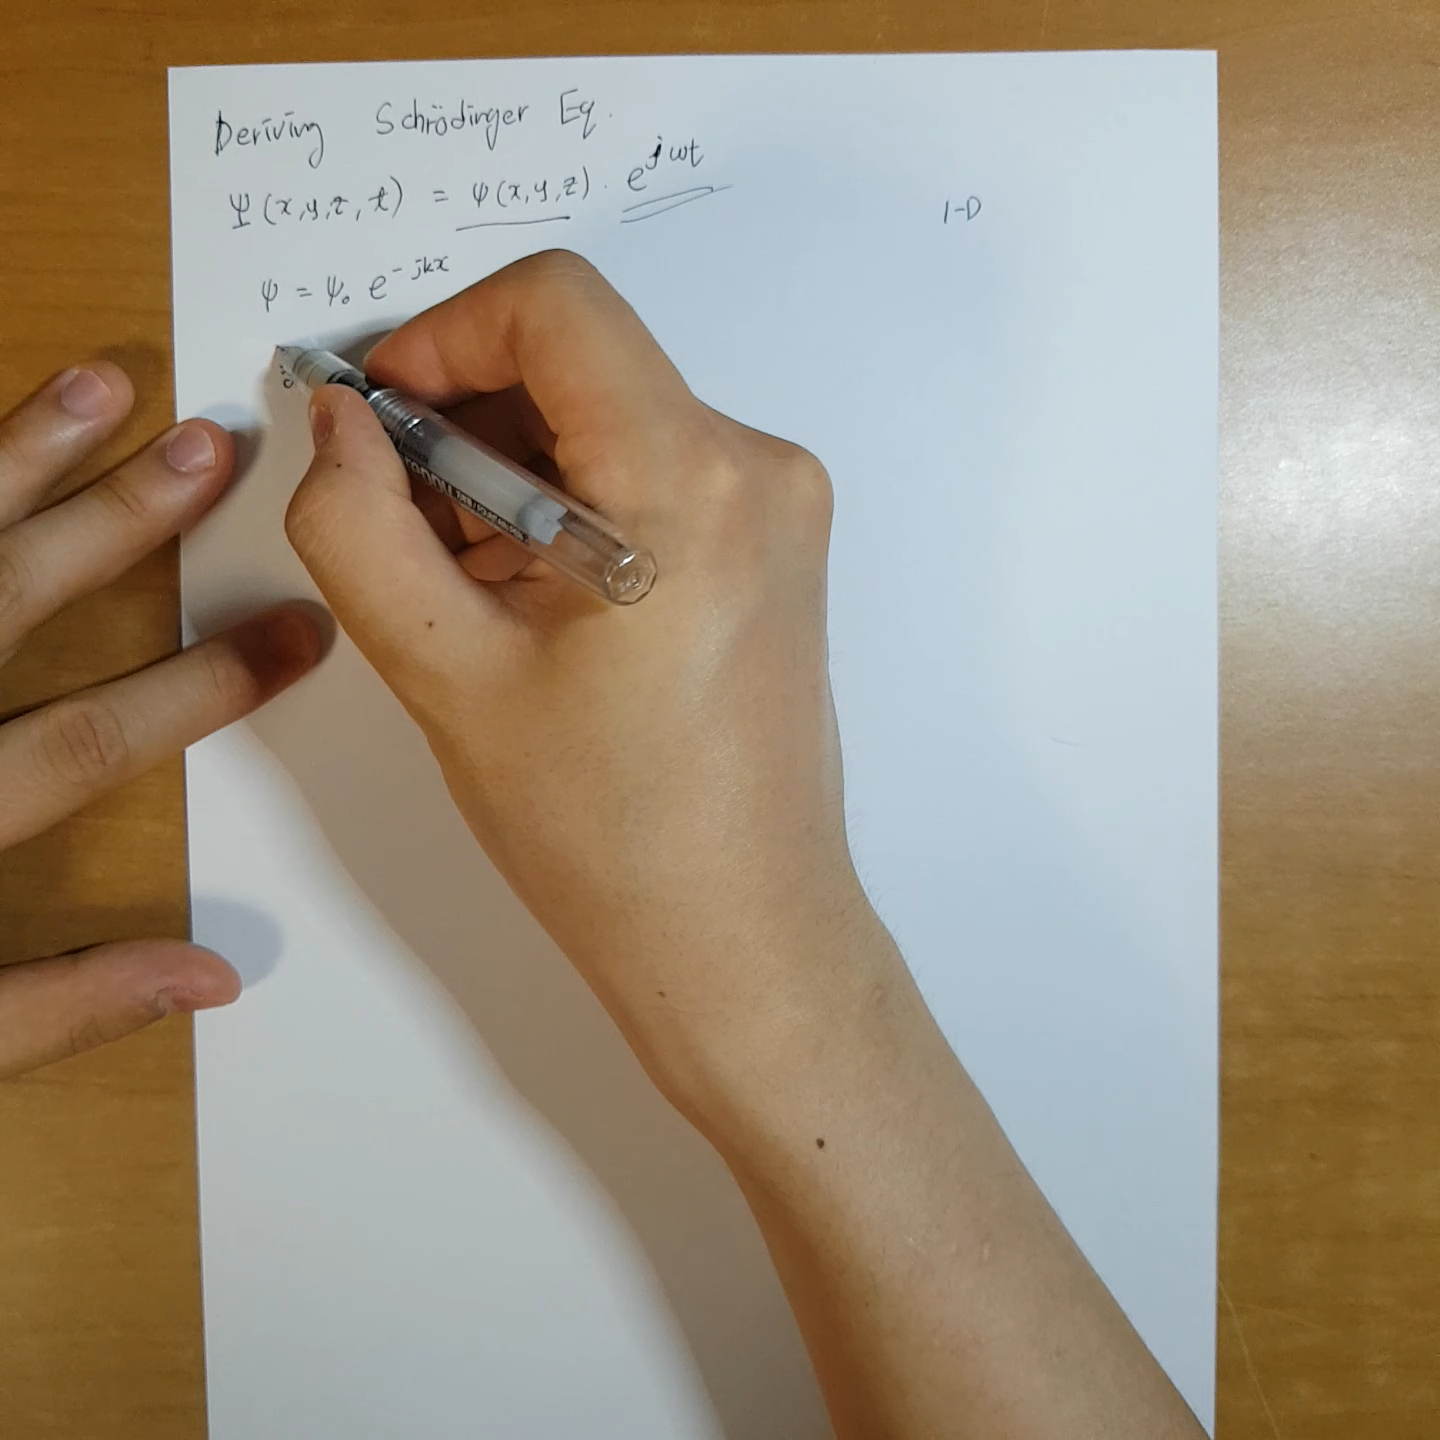 Deriving Schrödinger Eq.
Ψ(x,y,z,t) = ψ(x,y,z) · e^{jωt}
1-D
ψ = ψ₀ e^{-jkx}